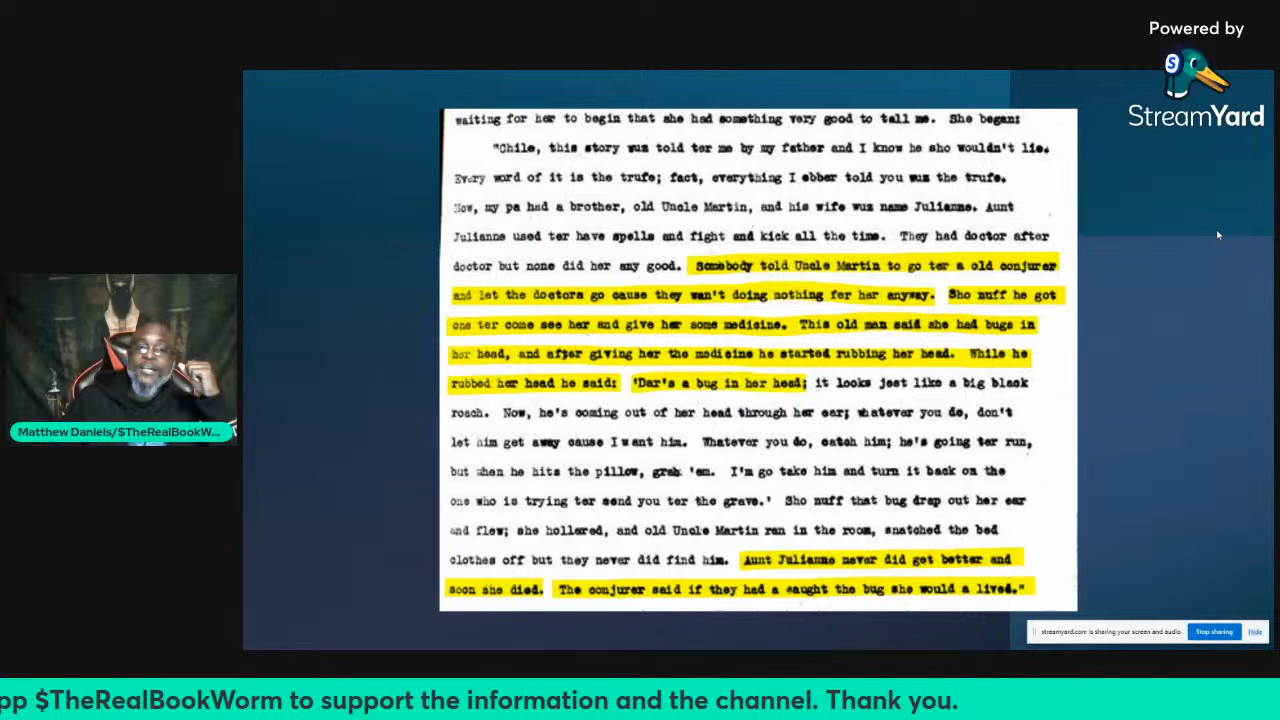 Powered by
StreamYard
waiting for her to begin that she had something very good to tell me. She began:
"Chile, this story wus told ter me by my father and I know he sho wouldn't lie.
Every word of it is the trufe; fact, everything I ebber told you wus the trufe.
Now, my pa had a brother, old Uncle Martin, and his wife wuz name Julianne. Aunt
Julianne used ter have spells and fight and kick all the time. They had doctor after
doctor but none did her any good. Somebody told Uncle Martin to go ter a old conjurer
and let the doctors go cause they wan't doing nothing fer her anyway. Sho nuff he got
one ter come see her and give her some medicine. This old man said she had bugs in
her head, and after giving her the medicine he started rubbing her head. While he
rubbed her head he said: 'Dar's a bug in her head; it looks jest like a big black
roach. Now, he's coming out of her head through her ear; whatever you do, don't
let him get away cause I want him. Whatever you do, catch him; he's going ter run,
but when he hits the pillow, grab 'em. I'm go take him and turn it back on the
one who is trying ter send you ter the grave.' Sho nuff that bug drap out her ear
and flew; she hollered, and old Uncle Martin ran in the room, snatched the bed
clothes off but they never did find him. Aunt Julianne never did get better and
soon she died. The conjurer said if they had a caught the bug she would a lived."
Matthew Daniels/$TheRealBookW...
streamyard.com is sharing your screen and audio. Stop sharing Hide
pp $TheRealBookWorm to support the information and the channel. Thank you.